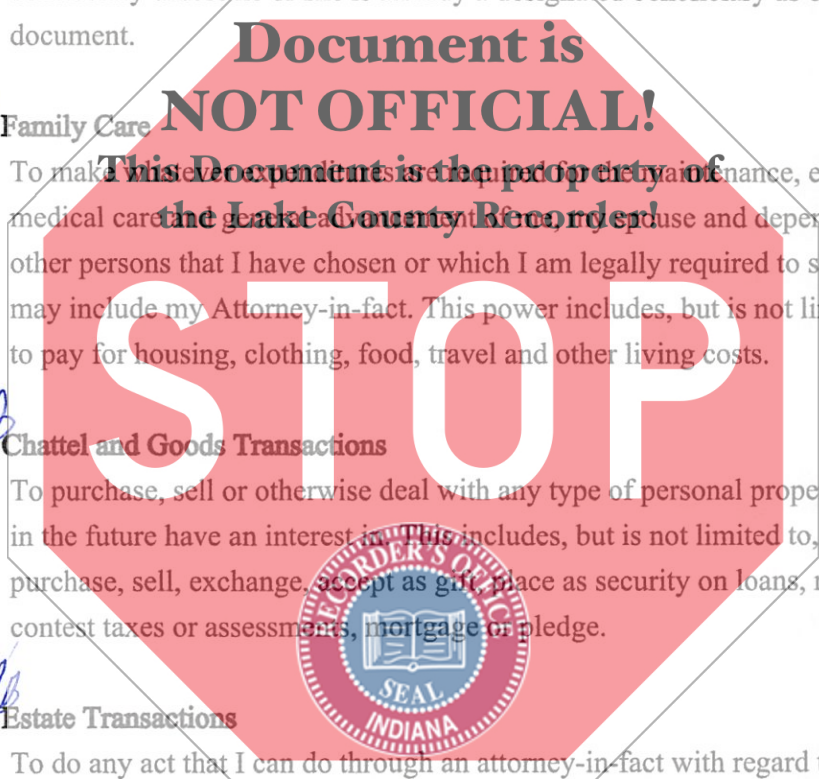 document.
Document is
NOT OFFICIAL!
This Document is the property of
the Lake County Recorder!
Family Care
To make whatever expenditures are required for the maintenance,
medical care and general advancement of me, my spouse and
other persons that I have chosen or which I am legally required to
may include my Attorney-in-fact. This power includes, but is not
to pay for housing, clothing, food, travel and other living costs.
STOP
Chattel and Goods Transactions
To purchase, sell or otherwise deal with any type of personal
in the future have an interest in. This includes, but is not limited to,
purchase, sell, exchange, accept as gift, place as security on loans,
contest taxes or assessments, mortgage or pledge.
RECORDER'S OFFICE
SEAL
INDIANA
Estate Transactions
To do any act that I can do through an attorney-in-fact with regard